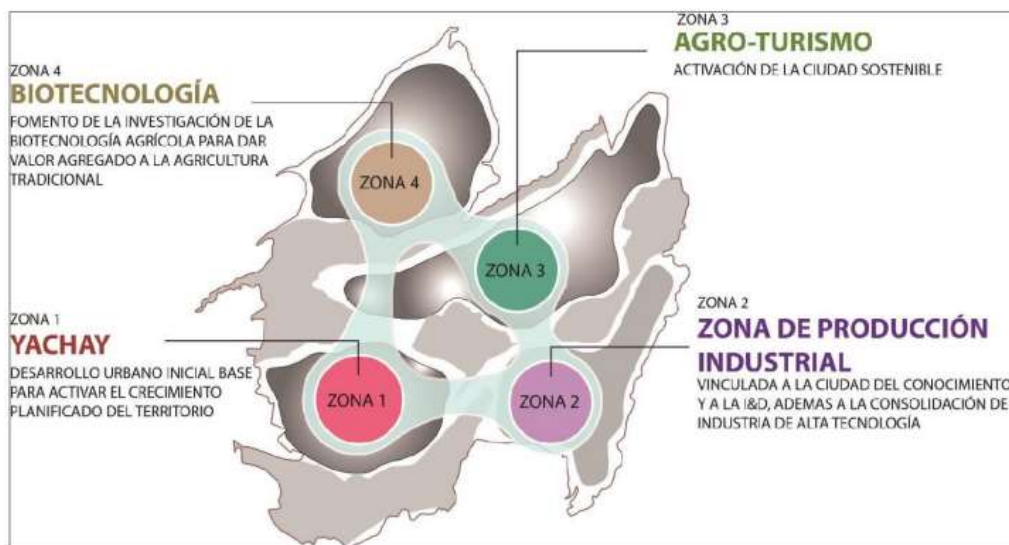 ZONA 3
AGRO-TURISMO
ACTIVACIÓN DE LA CIUDAD SOSTENIBLE
ZONA 4
BIOTECNOLOGÍA
FOMENTO DE LA INVESTIGACIÓN DE LA
BIOTECNOLOGÍA AGRÍCOLA PARA DAR
VALOR AGREGADO A LA AGRICULTURA
TRADICIONAL
ZONA 4
ZONA 3
ZONA 1
YACHAY
DESARROLLO URBANO INICIAL BASE
PARA ACTIVAR EL CRECIMIENTO
PLANIFICADO DEL TERRITORIO
ZONA 1
ZONA 2
ZONA 2
ZONA DE PRODUCCIÓN
INDUSTRIAL
VINCULADA A LA CIUDAD DEL CONOCIMIENTO
Y A LA I&D, ADEMAS A LA CONSOLIDACIÓN DE
INDUSTRIA DE ALTA TECNOLOGÍA